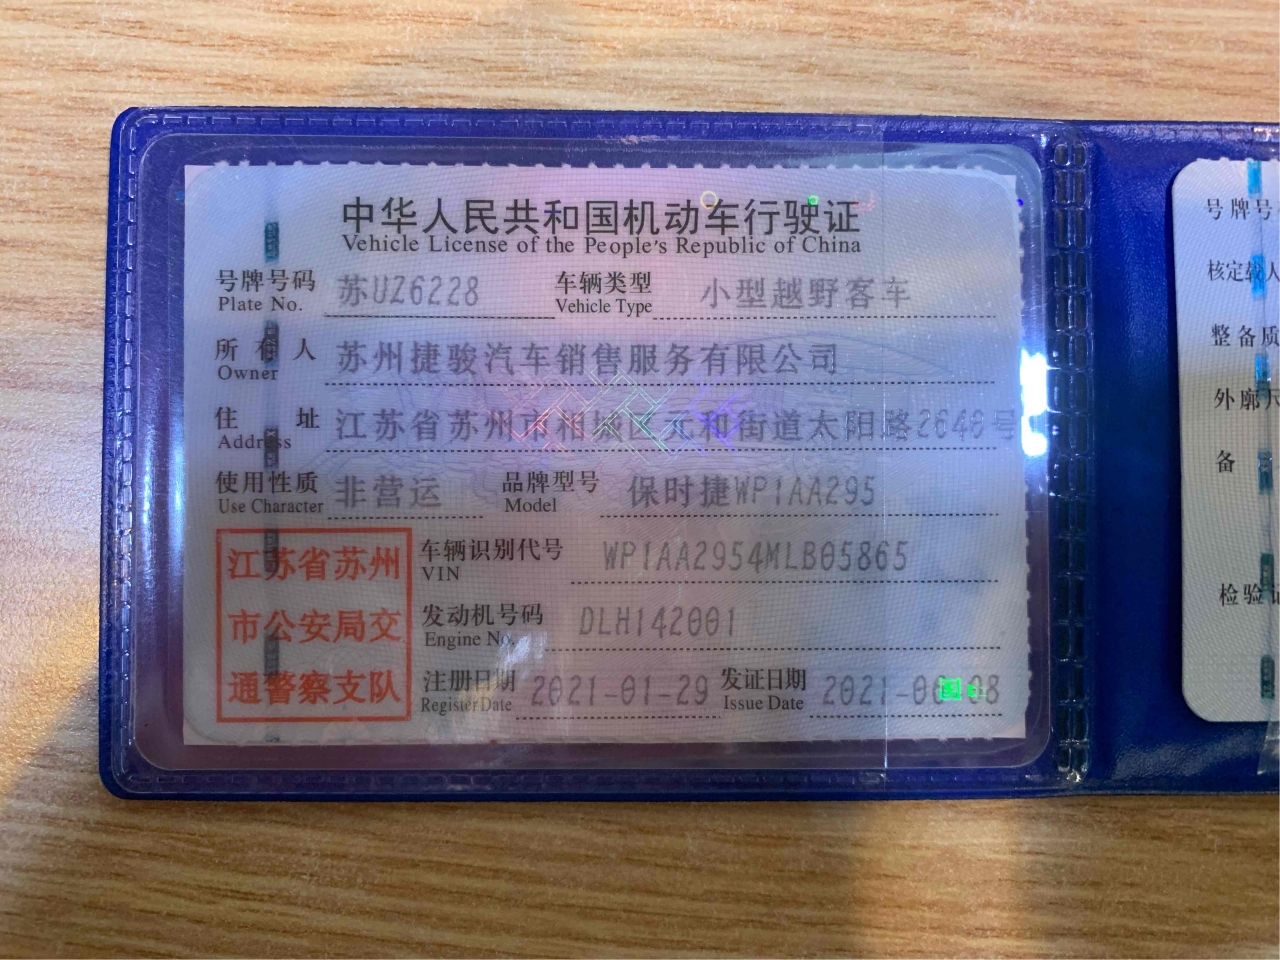 中华人民共和国机动车行驶证
Vehicle License of the People's Republic of China
号牌号码 苏UZ6228 车辆类型 小型越野客车
Plate No. Vehicle Type
所有人 苏州捷骏汽车销售服务有限公司
Owner
住址 江苏省苏州市相城区元和街道太阳路2648号
Address
使用性质 非营运 品牌型号 保时捷WP1AA295
Use Character Model
江苏省苏州
市公安局交
通警察支队
车辆识别代号 WP1AA2954MLB05865
VIN
发动机号码 DLH142001
Engine No.
注册日期 2021-01-29 发证日期 2021-0 -08
Register Date Issue Date
号牌号
核定载人
整备质
外廓尺
备
检验记